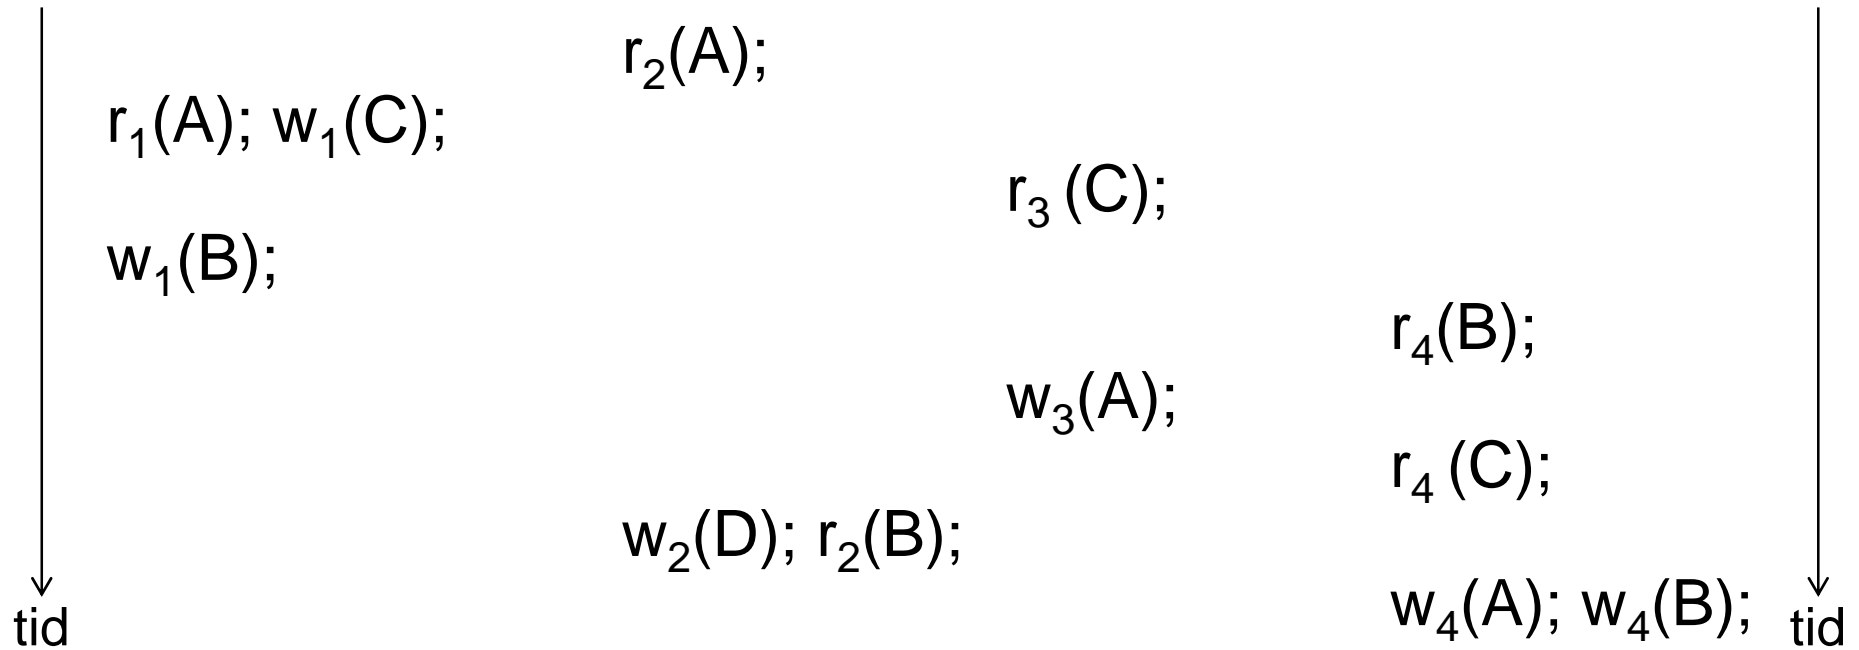 r₂(A);
r₁(A); w₁(C);
r₃ (C);
w₁(B);
r₄(B);
w₃(A);
r₄ (C);
w₂(D); r₂(B);
w₄(A); w₄(B);
tid
tid